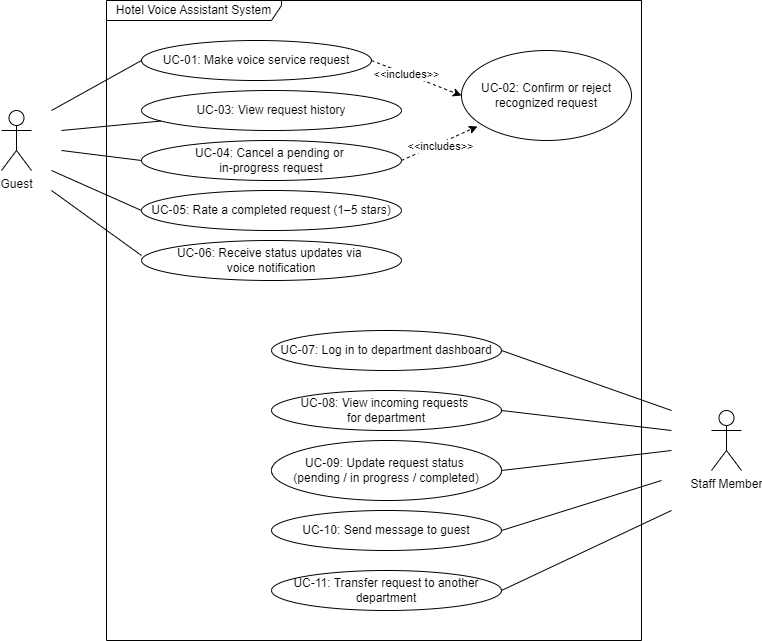 Hotel Voice Assistant System
UC-01: Make voice service request
<<includes>>
UC-02: Confirm or reject
recognized request
UC-03: View request history
UC-04: Cancel a pending or
in-progress request
<<includes>>
Guest
UC-05: Rate a completed request (1–5 stars)
UC-06: Receive status updates via
voice notification
UC-07: Log in to department dashboard
UC-08: View incoming requests
for department
UC-09: Update request status
(pending / in progress / completed)
Staff Member
UC-10: Send message to guest
UC-11: Transfer request to another
department